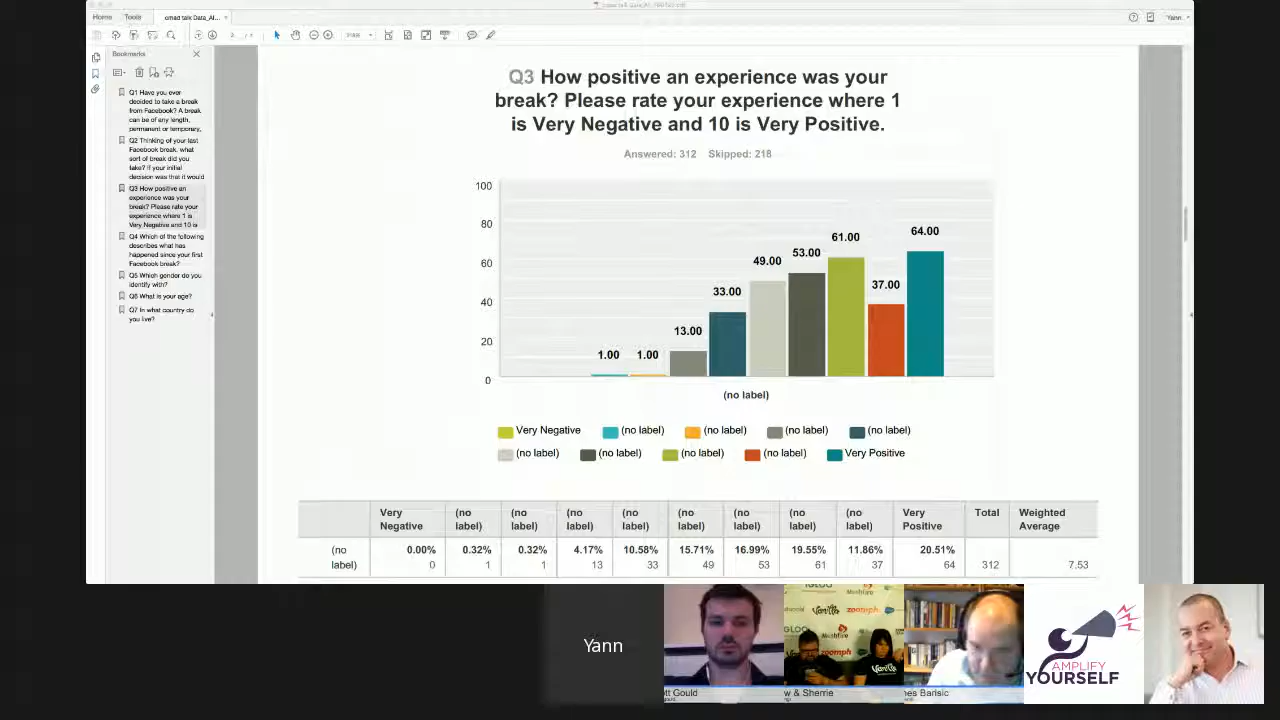 Home
Tools
omad talk Data_Al...
Yann
Bookmarks
Q1 Have you ever
decided to take a break
from Facebook? A break
can be of any length,
permanent or temporary,
Q2 Thinking of your last
Facebook break, what
sort of break did you
take? If your initial
decision was that it would
Q3 How positive an
experience was your
break? Please rate your
experience where 1 is
Very Negative and 10 is
Q4 Which of the following
describes what has
happened since your first
Facebook break?
Q5 Which gender do you
identify with?
Q6 What is your age?
Q7 In what country do
you live?
Q3 How positive an experience was your
break? Please rate your experience where 1
is Very Negative and 10 is Very Positive.
Answered: 312 Skipped: 218
100
80
60
40
20
0
1.00
1.00
13.00
33.00
49.00
53.00
61.00
37.00
64.00
(no label)
Very Negative (no label) (no label) (no label) (no label)
(no label) (no label) (no label) (no label) Very Positive
Very Negative (no label) (no label) (no label) (no label) (no label) (no label) (no label) (no label) Very Positive Total Weighted Average
(no label) 0.00% 0.32% 0.32% 4.17% 10.58% 15.71% 16.99% 19.55% 11.86% 20.51%
0 1 1 13 33 49 53 61 37 64 312 7.53
Yann
tt Gould
w & Sherrie
nes Barisic
Vanilla
zoomph
zoomph
Vanilla
AMPLIFY
YOURSELF